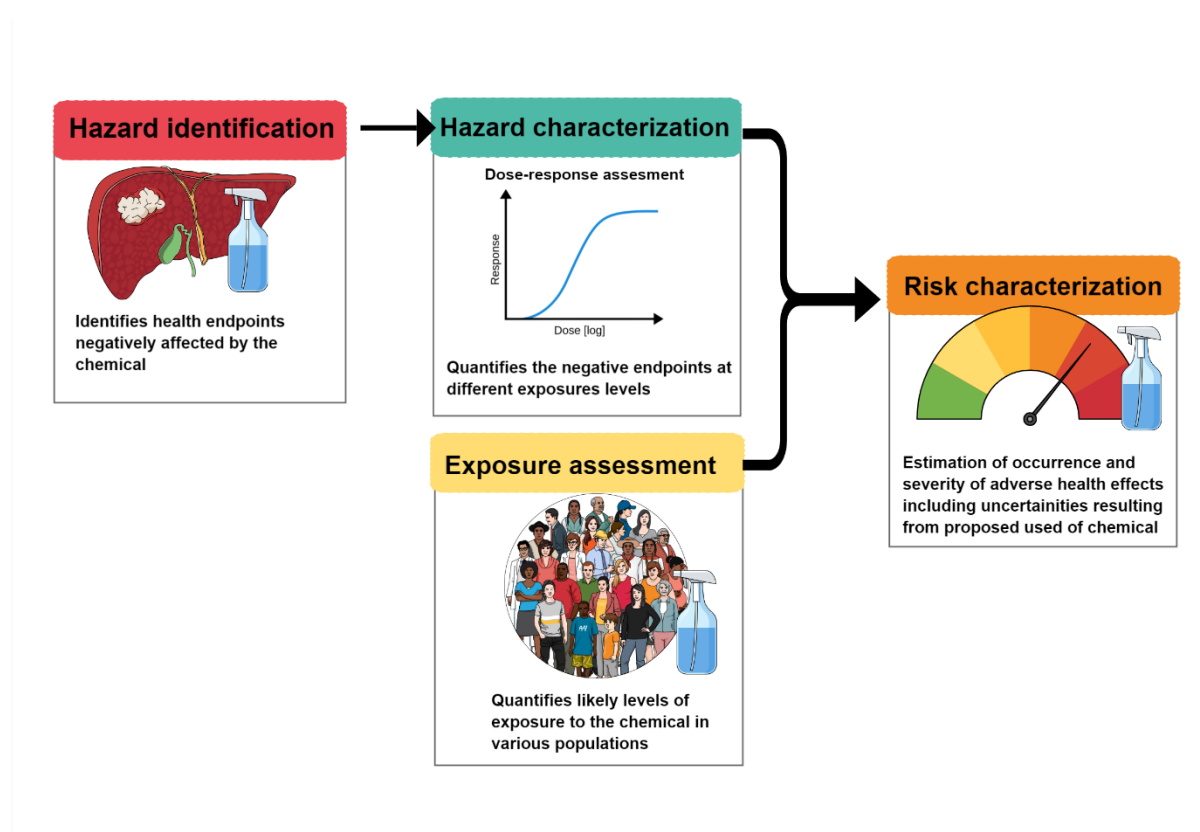 Hazard identification
Identifies health endpoints
negatively affected by the
chemical
Hazard characterization
Dose-response assesment
Response
Dose [log]
Quantifies the negative endpoints at
different exposures levels
Exposure assessment
Quantifies likely levels of
exposure to the chemical in
various populations
Risk characterization
Estimation of occurrence and
severity of adverse health effects
including uncertainities resulting
from proposed used of chemical